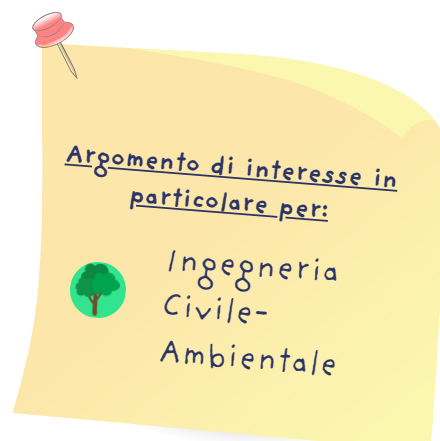 Argomento di interesse in
particolare per:
Ingegneria
Civile-
Ambientale